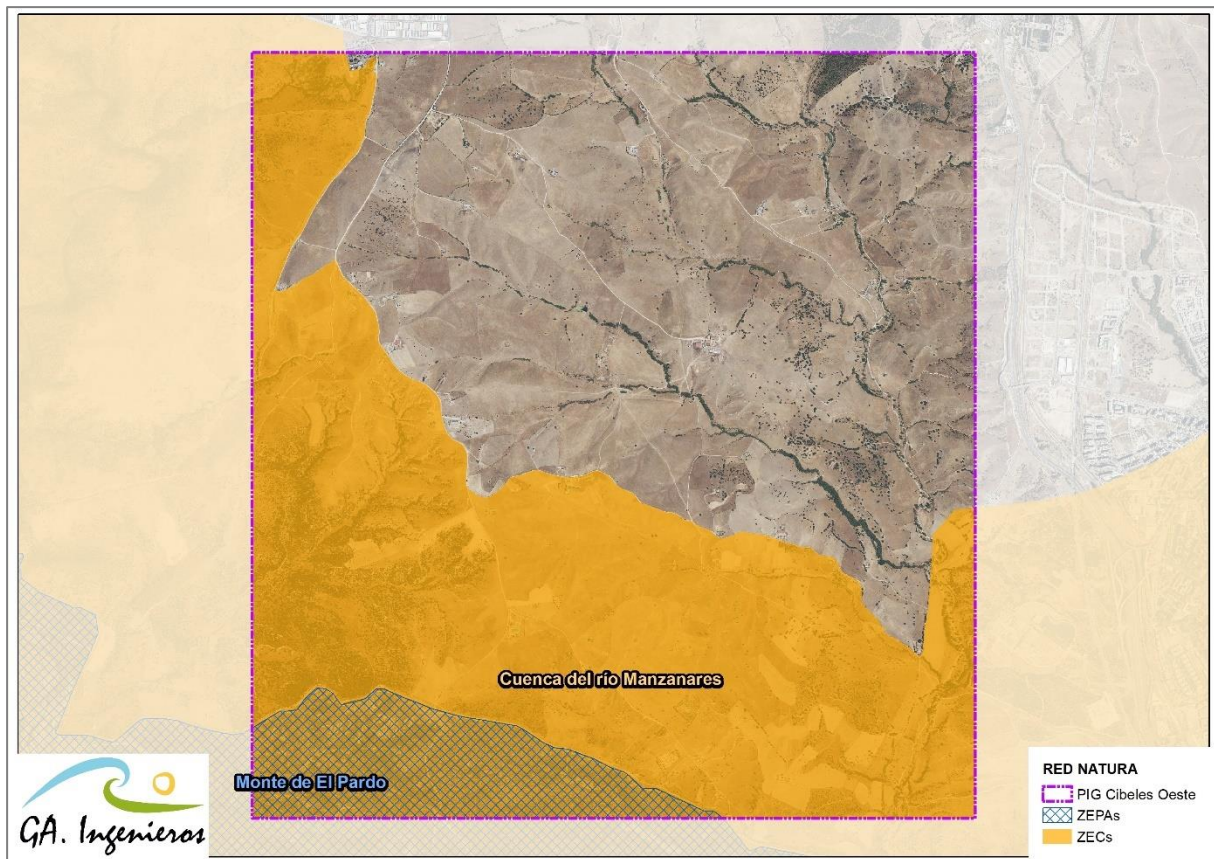 Cuenca del río Manzanares
Monte de El Pardo
GA. Ingenieros
RED NATURA
PIG Cibeles Oeste
ZEPAs
ZECs